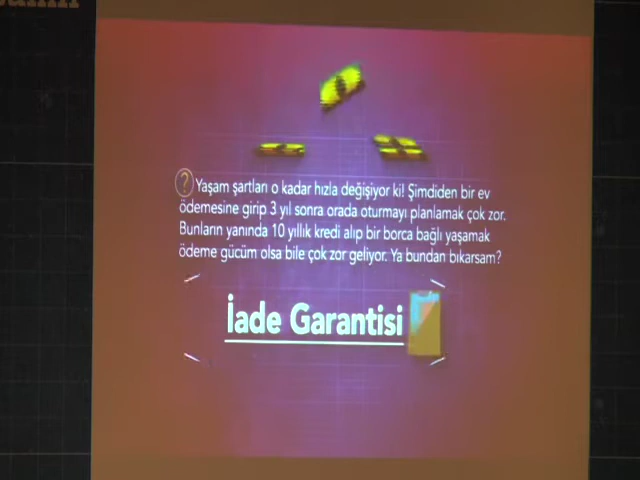 ? Yaşam şartları o kadar hızla değişiyor ki! Şimdiden bir ev
ödemesine girip 3 yıl sonra orada oturmayı planlamak çok zor.
Bunların yanında 10 yıllık kredi alıp bir borca bağlı yaşamak
ödeme gücüm olsa bile çok zor geliyor. Ya bundan bıkarsam?
İade Garantisi